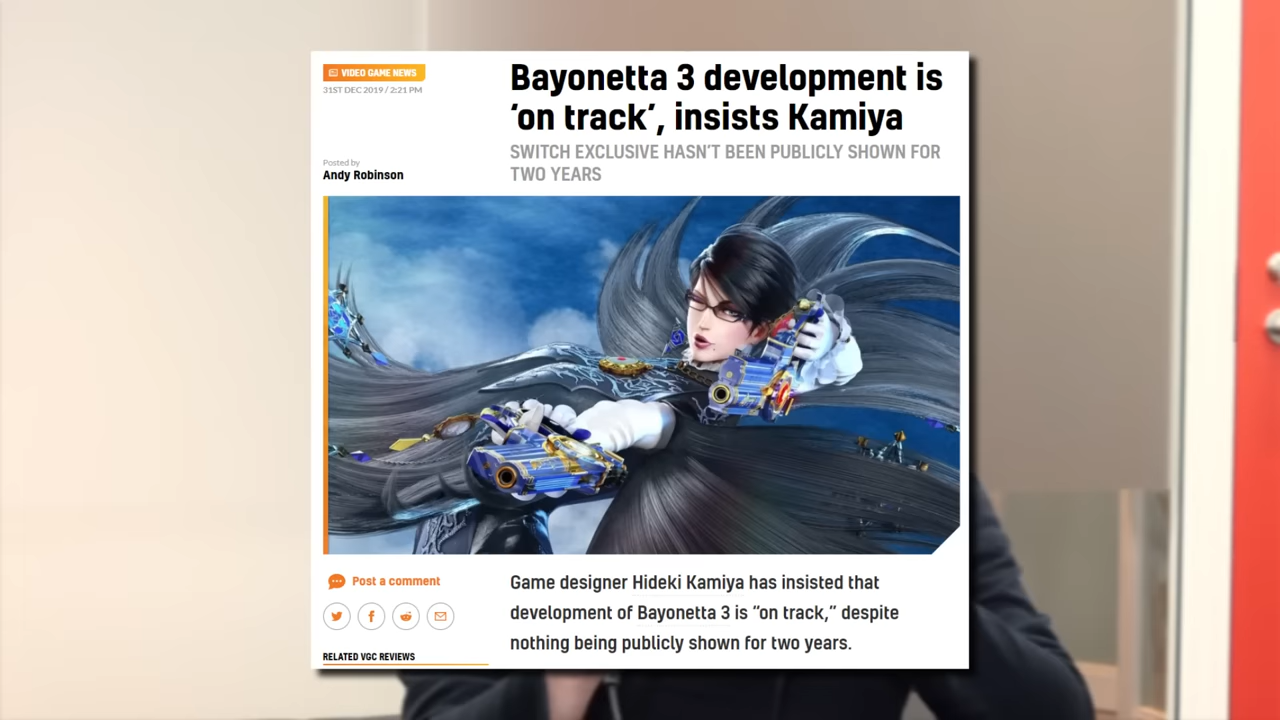 VIDEO GAME NEWS
31ST DEC 2019 / 2:21 PM
Posted by
Andy Robinson
Bayonetta 3 development is
‘on track’, insists Kamiya
SWITCH EXCLUSIVE HASN'T BEEN PUBLICLY SHOWN FOR
TWO YEARS
Post a comment
RELATED VGC REVIEWS
Game designer Hideki Kamiya has insisted that
development of Bayonetta 3 is “on track,” despite
nothing being publicly shown for two years.